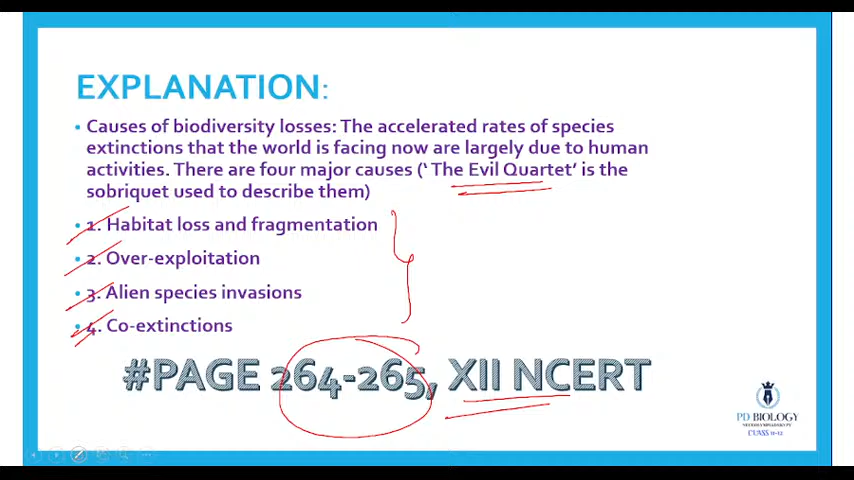 EXPLANATION:
• Causes of biodiversity losses: The accelerated rates of species
extinctions that the world is facing now are largely due to human
activities. There are four major causes (‘ The Evil Quartet’ is the
sobriquet used to describe them)
• 1. Habitat loss and fragmentation
• 2. Over-exploitation
• 3. Alien species invasions
• 4. Co-extinctions
#PAGE 264-265, XII NCERT
PD BIOLOGY
CLASS 11-12